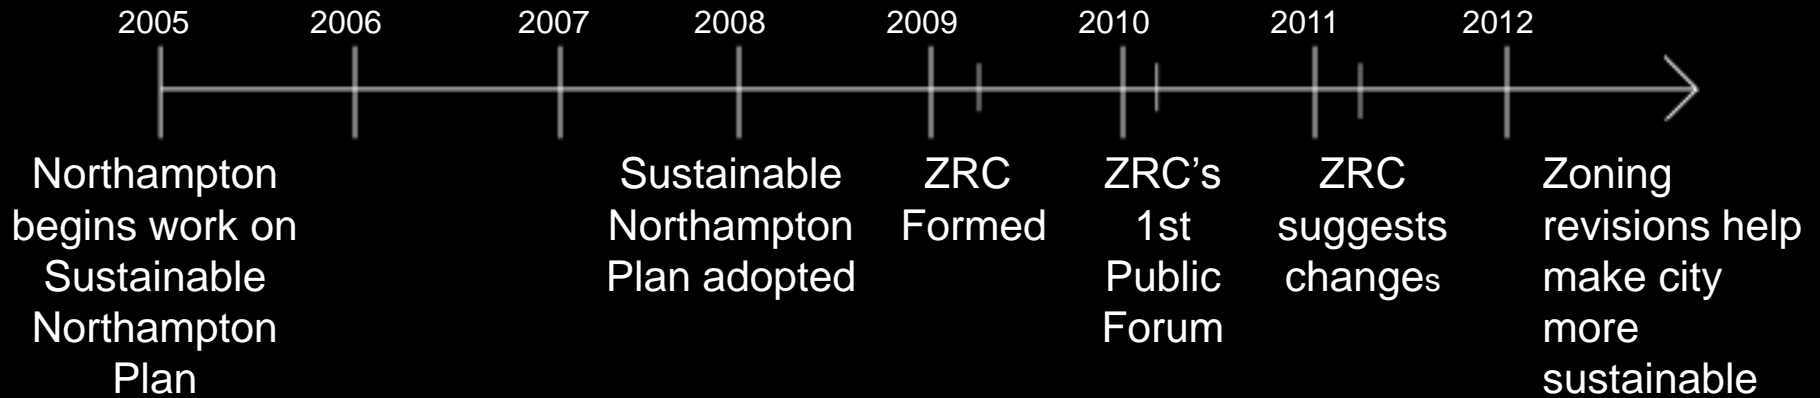 2005 2006 2007 2008 2009 2010 2011 2012
Northampton
begins work on
Sustainable
Northampton
Plan
Sustainable
Northampton
Plan adopted
ZRC
Formed
ZRC’s
1st
Public
Forum
ZRC
suggests
changes
Zoning
revisions help
make city
more
sustainable